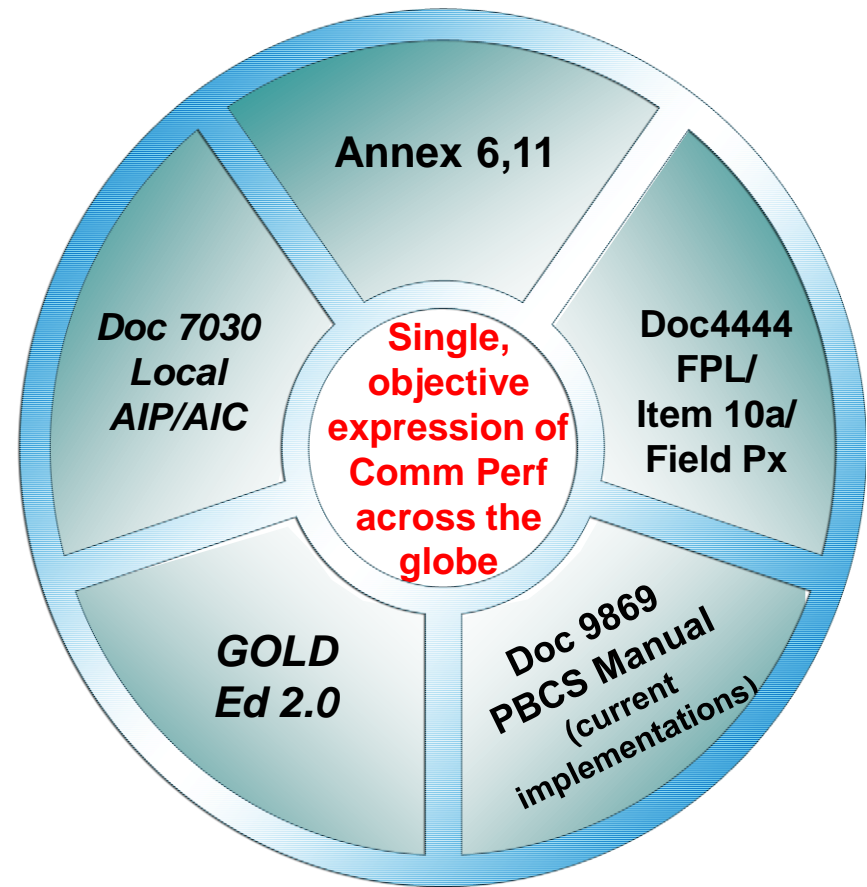 Annex 6,11
Doc 7030
Local
AIP/AIC
Single,
objective
expression of
Comm Perf
across the
globe
Doc4444
FPL/
Item 10a/
Field Px
GOLD
Ed 2.0
Doc 9869
PBCS Manual
(current
implementations)